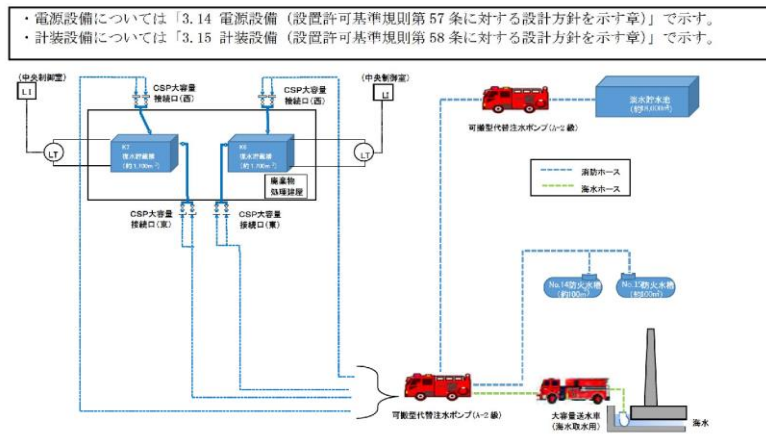 ・電源設備については「3.14 電源設備(設置許可基準規則第57条に対する設計方針を示す章)」で示す。
・計装設備については「3.15 計装設備(設置許可基準規則第58条に対する設計方針を示す章)」で示す。
(中央制御室)
LI
CSP大容量
接続口(西)
CSP大容量
接続口(西)
(中央制御室)
LI
可搬型代替注水ポンプ(A-2級)
淡水貯水池
LT
K7
復水貯蔵槽
K6
復水貯蔵槽
LT
廃棄物
処理建屋
消防ホース
海水ホース
CSP大容量
接続口(東)
CSP大容量
接続口(東)
No.14防火水槽
(約100m³)
防火水槽
可搬型代替注水ポンプ(A-2級)
大容量送水車
(海水取水用)
海水